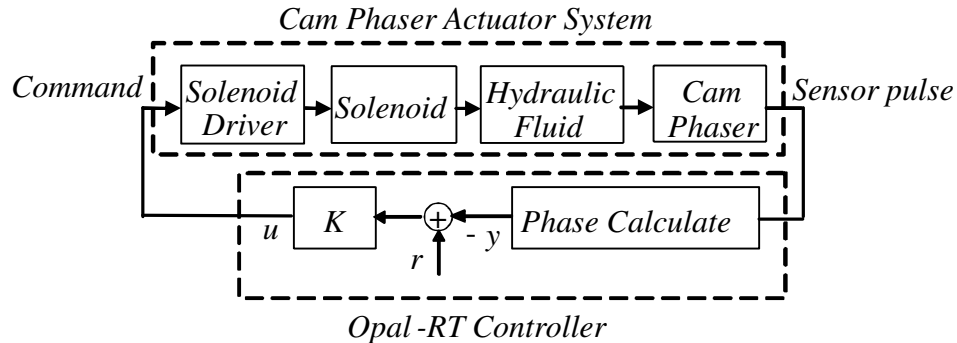 Cam Phaser Actuator System
Command
Solenoid
Driver
Solenoid
Hydraulic
Fluid
Cam
Phaser
Sensor pulse
u
K
+
- y
r
Phase Calculate
Opal -RT Controller